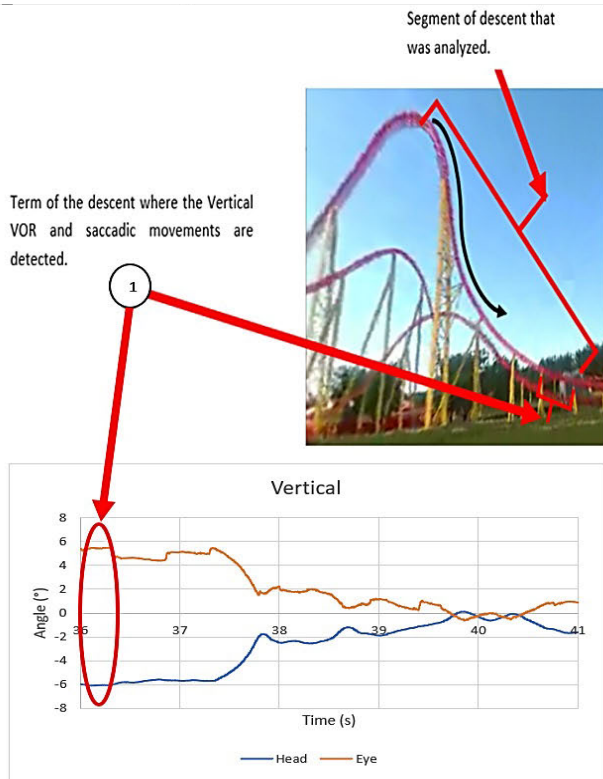 Segment of descent that
was analyzed.
Term of the descent where the Vertical
VOR and saccadic movements are
detected.
1
Vertical
8
6
4
2
0
-2
-4
-6
-8
Angle (°)
36 37 38 39 40 41
Time (s)
Head Eye